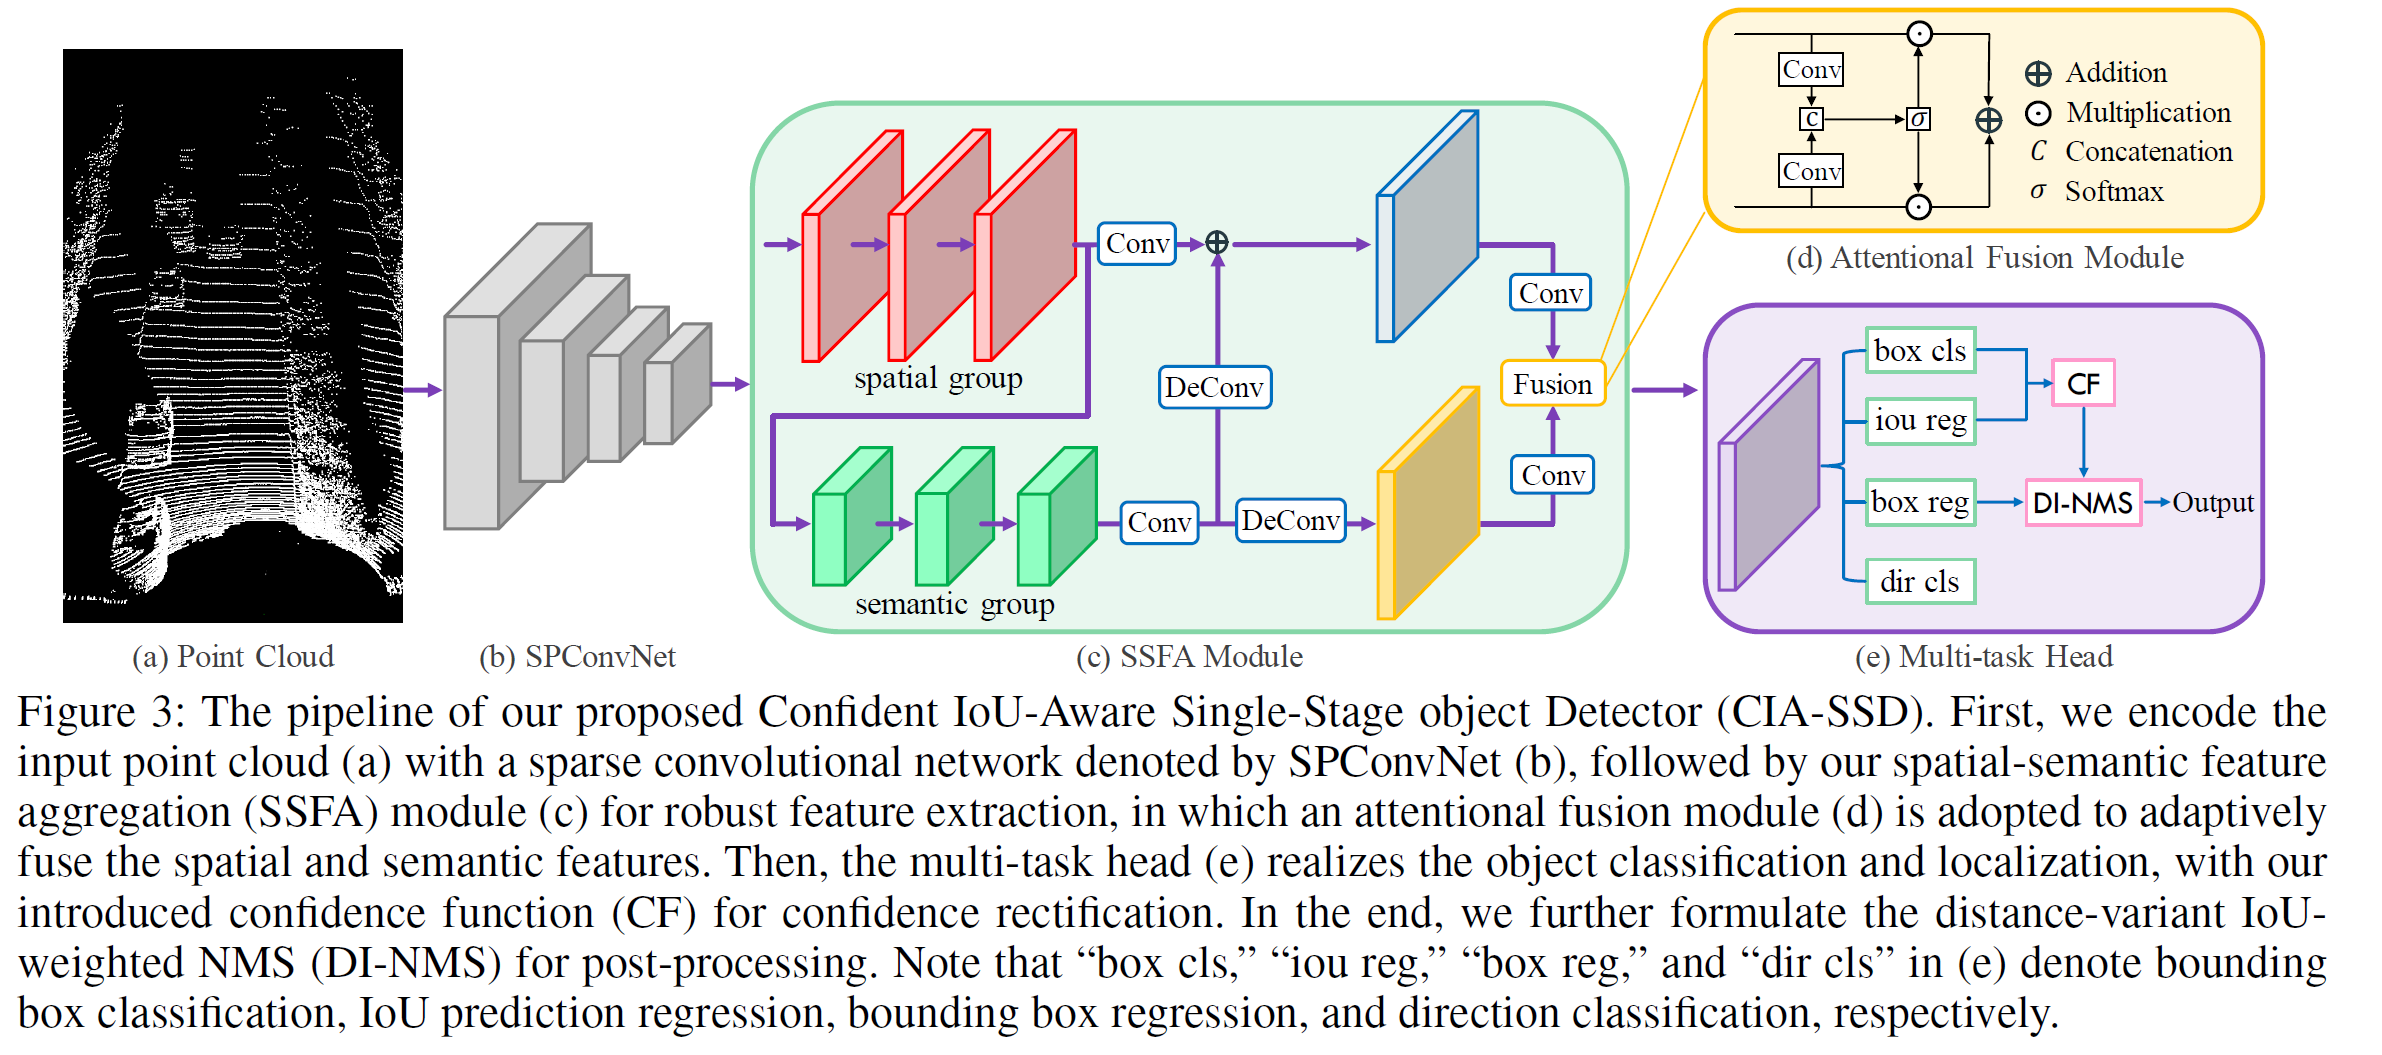 Conv
c
σ
Conv
Addition
Multiplication
C Concatenation
σ Softmax
(d) Attentional Fusion Module
spatial group
Conv
DeConv
Conv
Fusion
Conv
semantic group
Conv
DeConv
box cls
iou reg
box reg
dir cls
CF
DI-NMS
Output
(a) Point Cloud
(b) SPConvNet
(c) SSFA Module
(e) Multi-task Head
Figure 3: The pipeline of our proposed Confident IoU-Aware Single-Stage object Detector (CIA-SSD). First, we encode the
input point cloud (a) with a sparse convolutional network denoted by SPConvNet (b), followed by our spatial-semantic feature
aggregation (SSFA) module (c) for robust feature extraction, in which an attentional fusion module (d) is adopted to adaptively
fuse the spatial and semantic features. Then, the multi-task head (e) realizes the object classification and localization, with our
introduced confidence function (CF) for confidence rectification. In the end, we further formulate the distance-variant IoU-
weighted NMS (DI-NMS) for post-processing. Note that “box cls,” “iou reg,” “box reg,” and “dir cls” in (e) denote bounding
box classification, IoU prediction regression, bounding box regression, and direction classification, respectively.